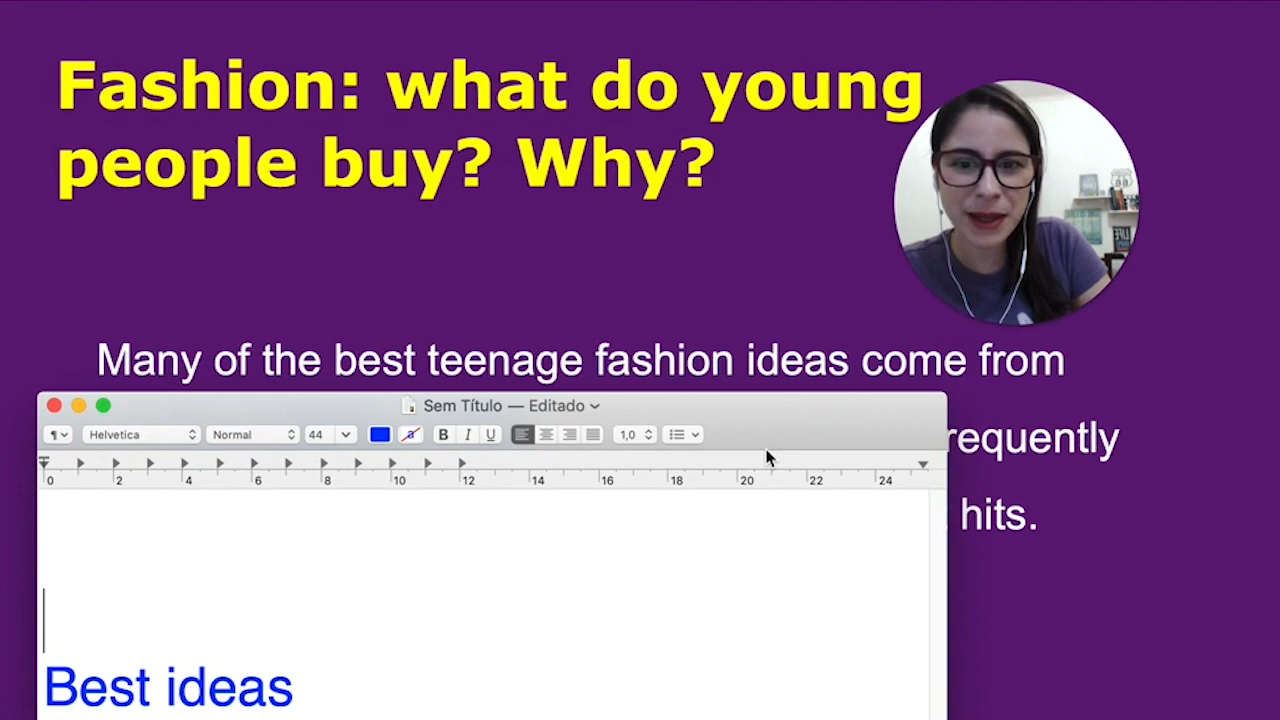 Fashion: what do young
people buy? Why?
Many of the best teenage fashion ideas come from
requently
hits.
Sem Título — Editado
¶ Helvetica Normal 44 a B I U 1,0
0 2 4 6 8 10 12 14 16 18 20 22 24
Best ideas